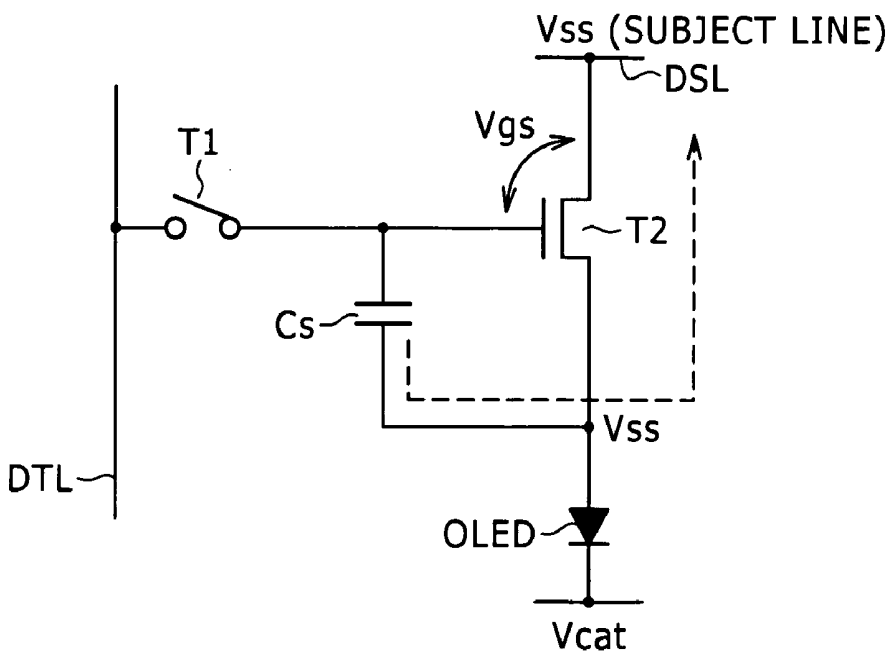 Vss (SUBJECT LINE)
DSL
Vgs
T1
T2
Cs
Vss
DTL
OLED
Vcat